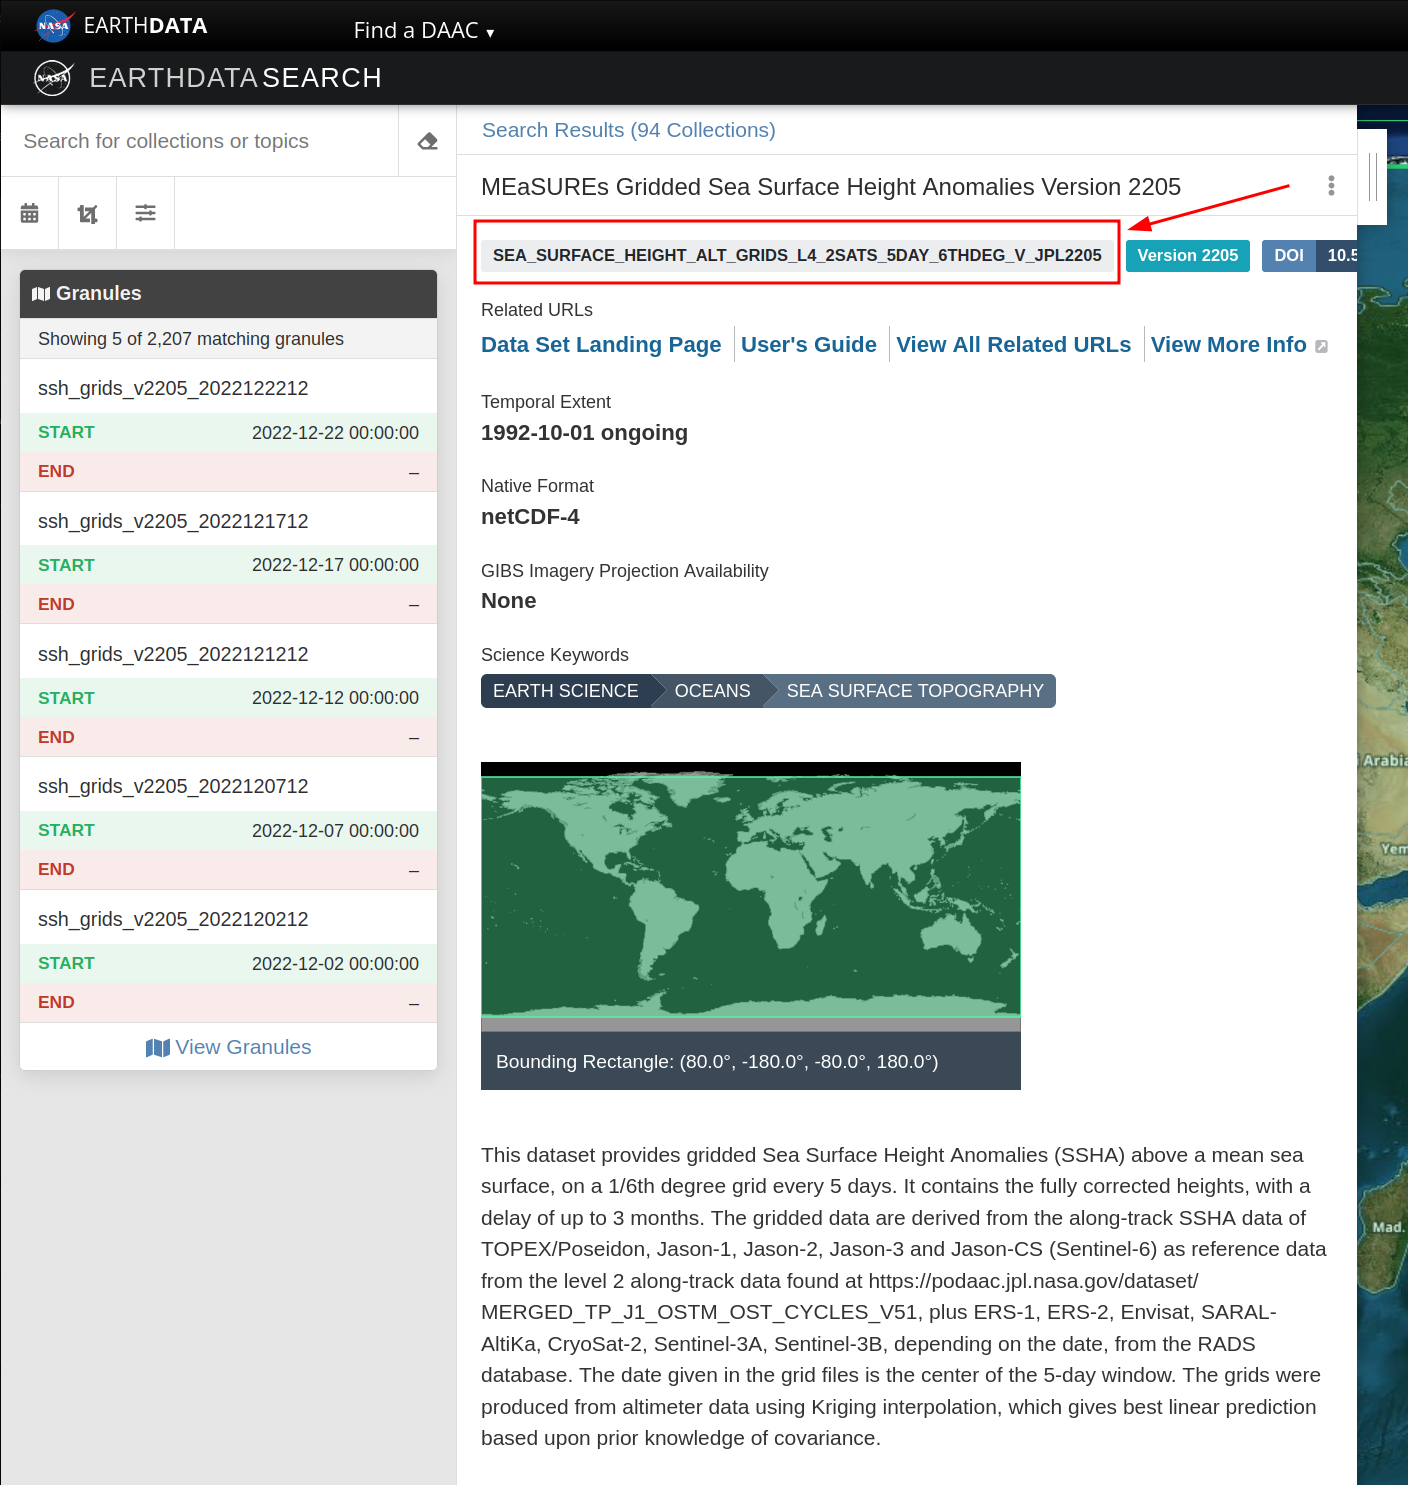 NASA EARTHDATA
Find a DAAC ▾
NASA EARTHDATA SEARCH
Search for collections or topics
Granules
Showing 5 of 2,207 matching granules
ssh_grids_v2205_2022122212
START 2022-12-22 00:00:00
END –
ssh_grids_v2205_2022121712
START 2022-12-17 00:00:00
END –
ssh_grids_v2205_2022121212
START 2022-12-12 00:00:00
END –
ssh_grids_v2205_2022120712
START 2022-12-07 00:00:00
END –
ssh_grids_v2205_2022120212
START 2022-12-02 00:00:00
END –
View Granules
Search Results (94 Collections)
MEaSUREs Gridded Sea Surface Height Anomalies Version 2205
SEA_SURFACE_HEIGHT_ALT_GRIDS_L4_2SATS_5DAY_6THDEG_V_JPL2205 Version 2205 DOI 10.5
Related URLs
Data Set Landing Page User's Guide View All Related URLs View More Info
Temporal Extent
1992-10-01 ongoing
Native Format
netCDF-4
GIBS Imagery Projection Availability
None
Science Keywords
EARTH SCIENCE OCEANS SEA SURFACE TOPOGRAPHY
Bounding Rectangle: (80.0°, -180.0°, -80.0°, 180.0°)
This dataset provides gridded Sea Surface Height Anomalies (SSHA) above a mean sea
surface, on a 1/6th degree grid every 5 days. It contains the fully corrected heights, with a
delay of up to 3 months. The gridded data are derived from the along-track SSHA data of
TOPEX/Poseidon, Jason-1, Jason-2, Jason-3 and Jason-CS (Sentinel-6) as reference data
from the level 2 along-track data found at https://podaac.jpl.nasa.gov/dataset/
MERGED_TP_J1_OSTM_OST_CYCLES_V51, plus ERS-1, ERS-2, Envisat, SARAL-
AltiKa, CryoSat-2, Sentinel-3A, Sentinel-3B, depending on the date, from the RADS
database. The date given in the grid files is the center of the 5-day window. The grids were
produced from altimeter data using Kriging interpolation, which gives best linear prediction
based upon prior knowledge of covariance.
i Arabia
Yem
Mad.